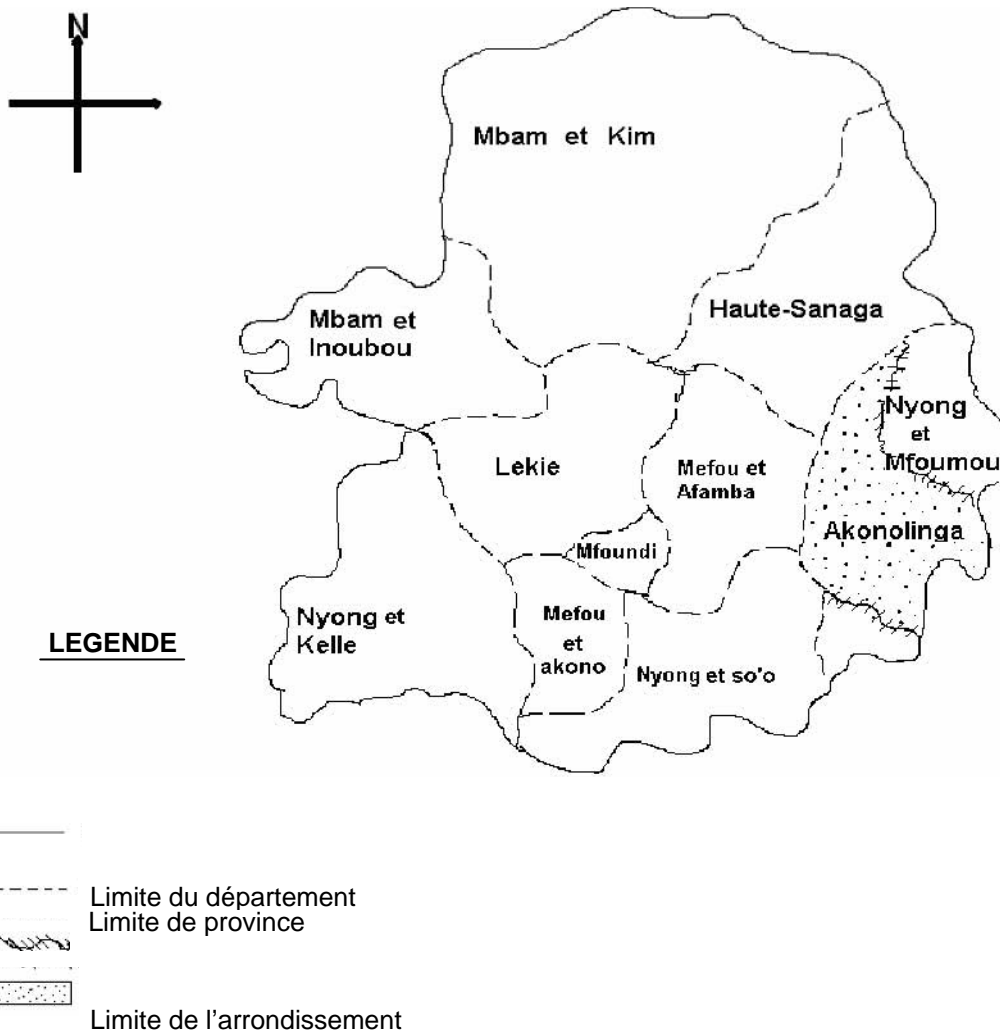 N
Mbam et Kim
Haute-Sanaga
Mbam et
Inoubou
Nyong
et
Mfoumou
Lekie
Mefou et
Afamba
Akonolinga
Mfoundi
Nyong et
Kelle
Mefou
et
akono
Nyong et so'o
LEGENDE
Limite du département
Limite de province
Limite de l'arrondissement